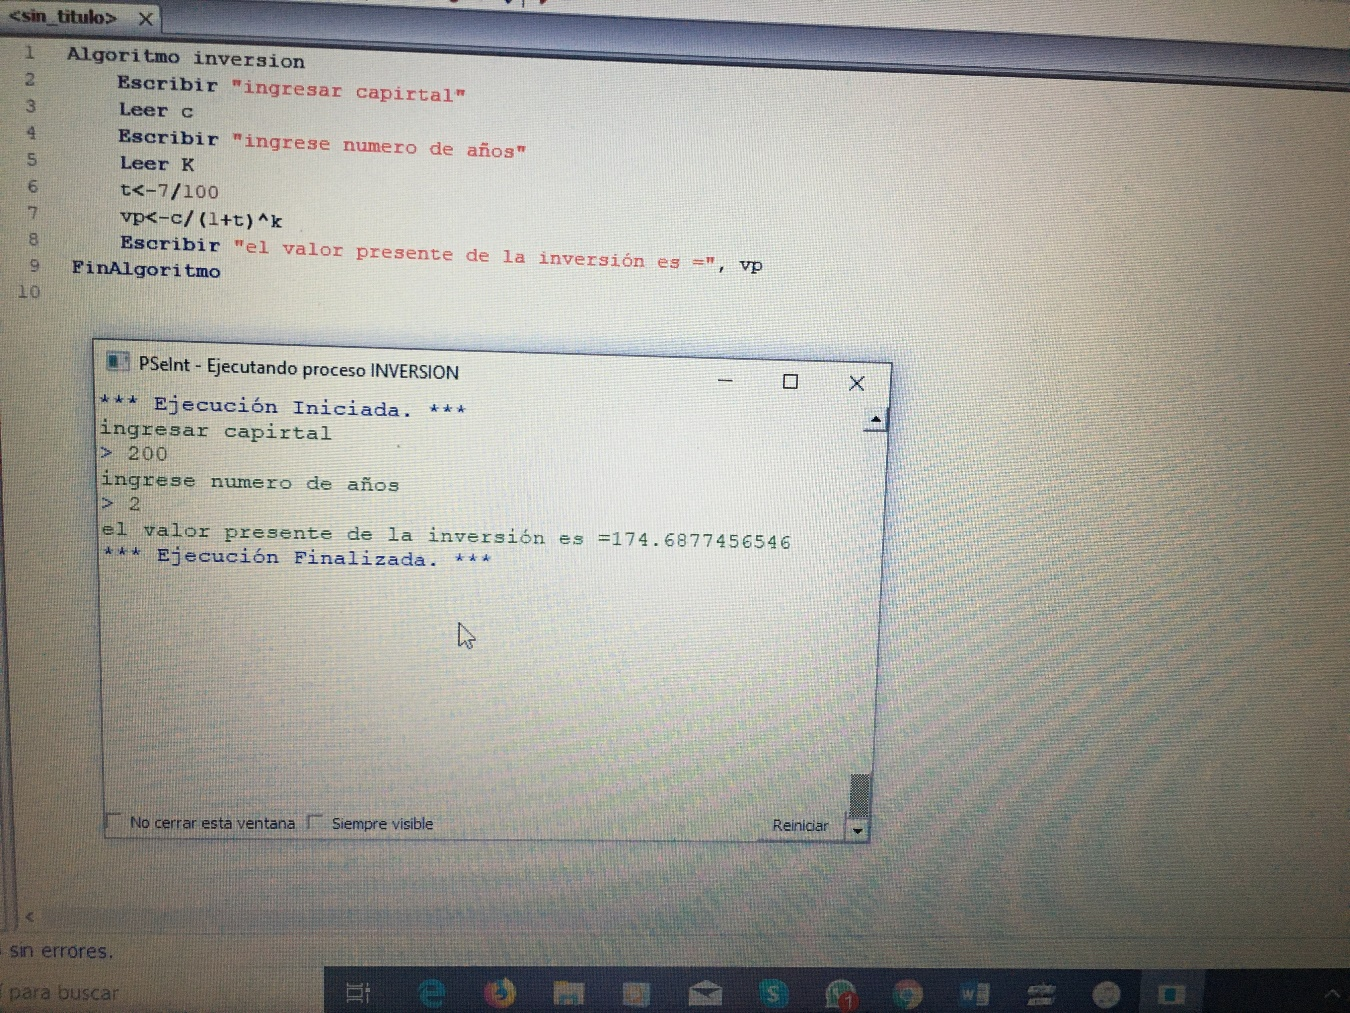 <sin_titulo> X
1 Algoritmo inversion
2 Escribir "ingresar capirtal"
3 Leer c
4 Escribir "ingrese numero de años"
5 Leer K
6 t<-7/100
7 vp<-c/(1+t)^k
8 Escribir "el valor presente de la inversión es =", vp
9 FinAlgoritmo
10
PSeInt - Ejecutando proceso INVERSION
*** Ejecución Iniciada. ***
ingresar capirtal
> 200
ingrese numero de años
> 2
el valor presente de la inversión es =174.6877456546
*** Ejecución Finalizada. ***
No cerrar esta ventana Siempre visible Reiniciar
sin errores.
para buscar
1